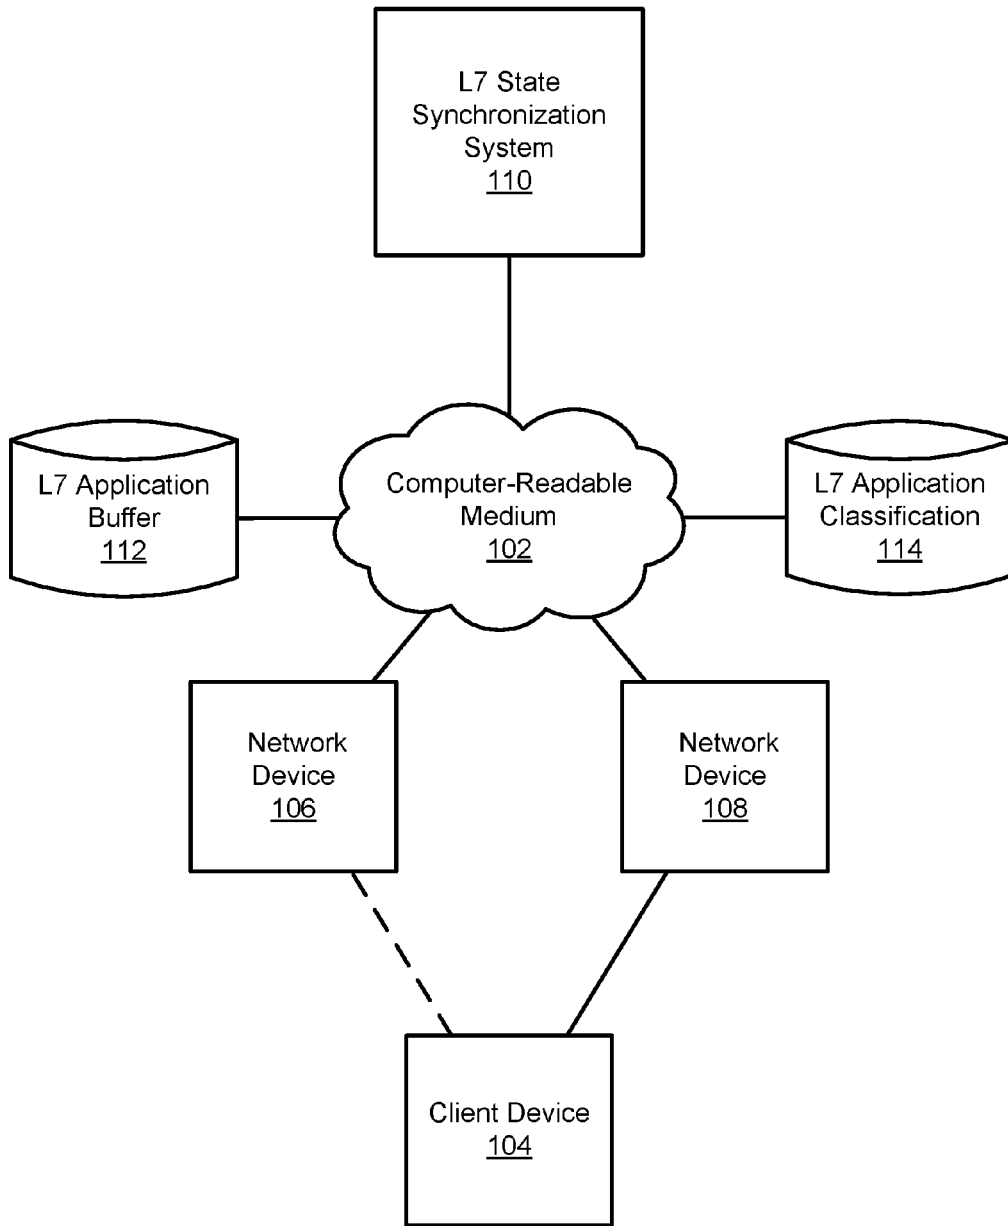 L7 State
Synchronization
System
110
L7 Application
Buffer
112
Computer-Readable
Medium
102
L7 Application
Classification
114
Network
Device
106
Network
Device
108
Client Device
104